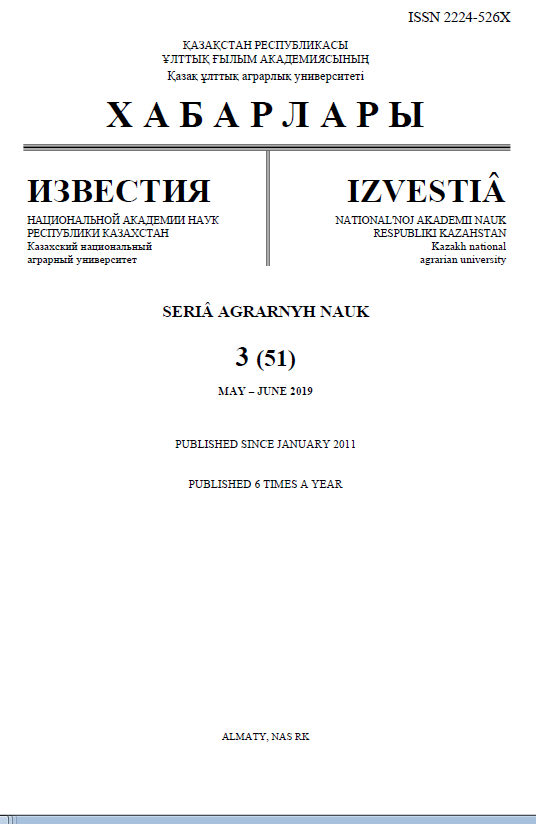 ISSN 2224-526X
ҚАЗАҚСТАН РЕСПУБЛИКАСЫ
ҰЛТТЫҚ ҒЫЛЫМ АКАДЕМИЯСЫНЫҢ
Қазақ ұлттық аграрлық университеті
Х А Б А Р Л А Р Ы
ИЗВЕСТИЯ
НАЦИОНАЛЬНОЙ АКАДЕМИИ НАУК
РЕСПУБЛИКИ КАЗАХСТАН
Казахский национальный
аграрный университет
IZVESTIÂ
NATIONAL'NOJ AKADEMII NAUK
RESPUBLIKI KAZAHSTAN
Kazakh national
agrarian university
SERIÂ AGRARNYH NAUK
3 (51)
MAY – JUNE 2019
PUBLISHED SINCE JANUARY 2011
PUBLISHED 6 TIMES A YEAR
ALMATY, NAS RK